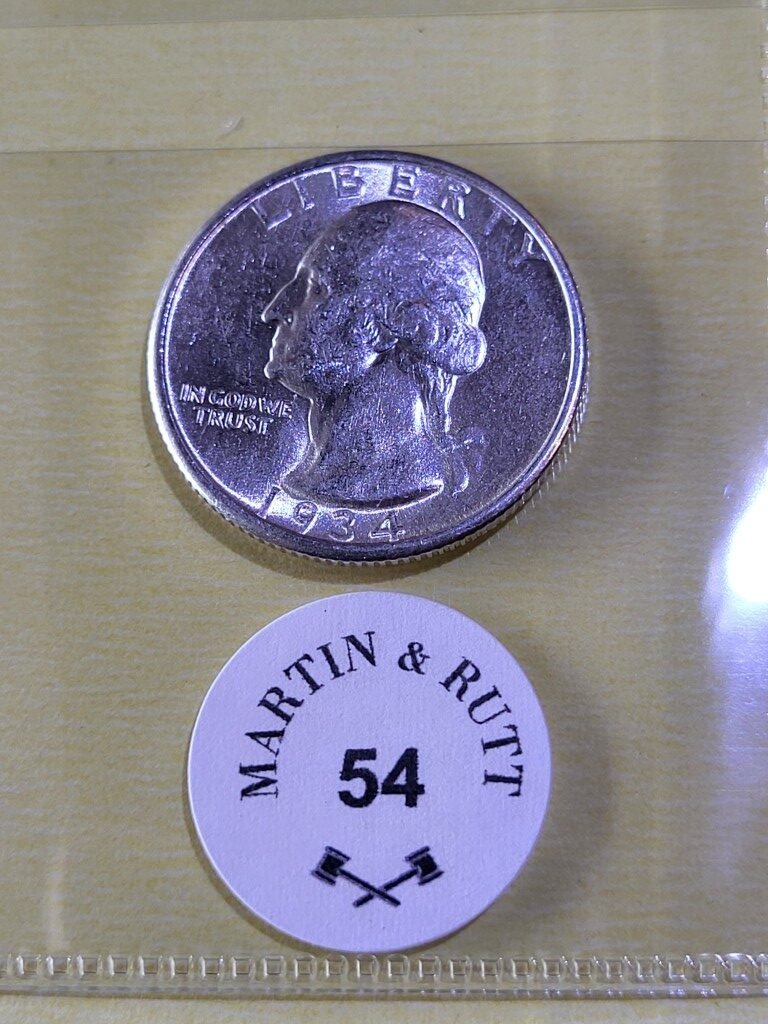 LIBERTY
IN GOD WE
TRUST
1934
MARTIN & RUTT
54